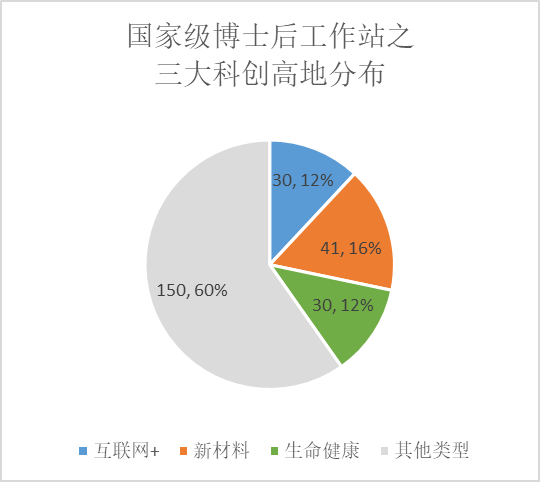 国家级博士后工作站之
三大科创高地分布
30, 12%
41, 16%
30, 12%
150, 60%
互联网+ 新材料 生命健康 其他类型